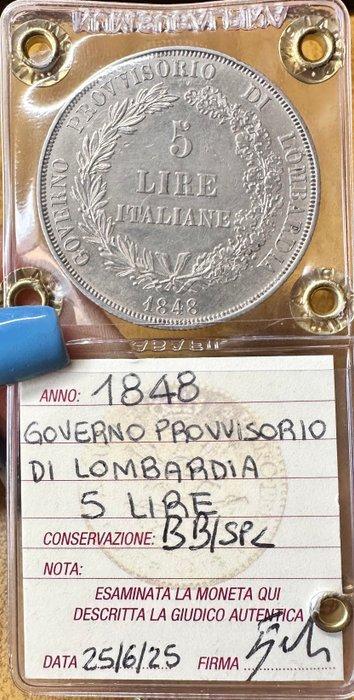 GOVERNO PROVVISORIO DI LOMBARDIA
5
LIRE
ITALIANE
1848
ANNO: 1848
GOVERNO PROVVISORIO
DI LOMBARDIA
5 LIRE
CONSERVAZIONE: BB/SPL
NOTA:
ESAMINATA LA MONETA QUI
DESCRITTA LA GIUDICO AUTENTICA
DATA 25/6/25 FIRMA